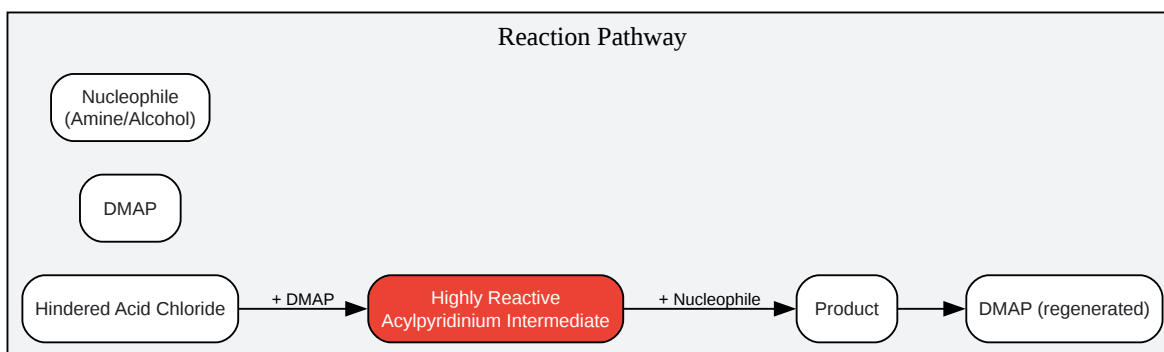 Reaction Pathway
Nucleophile
(Amine/Alcohol)
DMAP
Hindered Acid Chloride
+ DMAP
Highly Reactive
Acylpyridinium Intermediate
+ Nucleophile
Product
DMAP (regenerated)